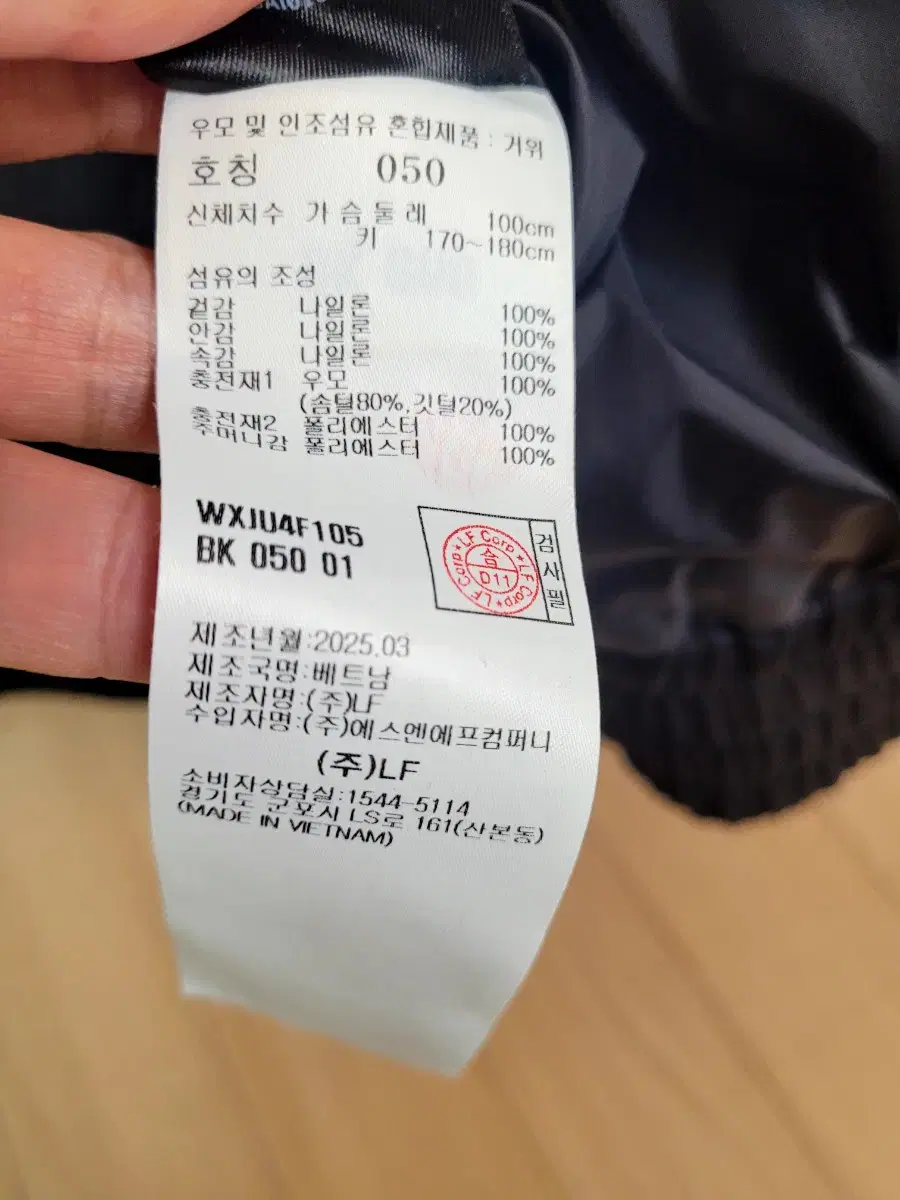 우모 및 인조섬유 혼합제품 : 거위
호칭 050
신체치수 가슴둘레 100cm
키 170~180cm
섬유의 조성
겉감 나일론 100%
안감 나일론 100%
속감 나일론 100%
충전재1 우모 100%
(솜털80%,깃털20%)
충전재2 폴리에스터 100%
주머니감 폴리에스터 100%
WXJU4F105
BK 050 01
LF Corp★LF Corp★LF Corp★
솜
D11
검사필
제조년월:2025.03
제조국명:베트남
제조자명:(주)LF
수입자명:(주)에스엔에프컴퍼니
(주)LF
소비자상담실:1544-5114
경기도 군포시 LS로 161(산본동)
(MADE IN VIETNAM)